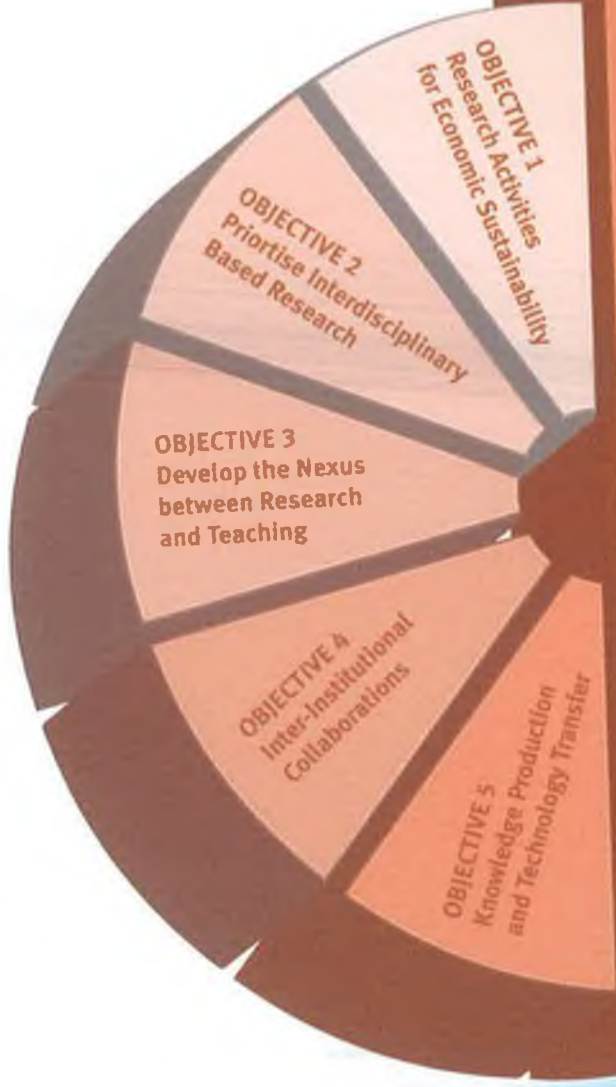 OBJECTIVE 1
Research Activities
for Economic Sustainability
OBJECTIVE 2
Priortise Interdisciplinary
Based Research
OBJECTIVE 3
Develop the Nexus
between Research
and Teaching
OBJECTIVE 4
Inter-Institutional
Collaborations
OBJECTIVE 5
Knowledge Production
and Technology Transfer